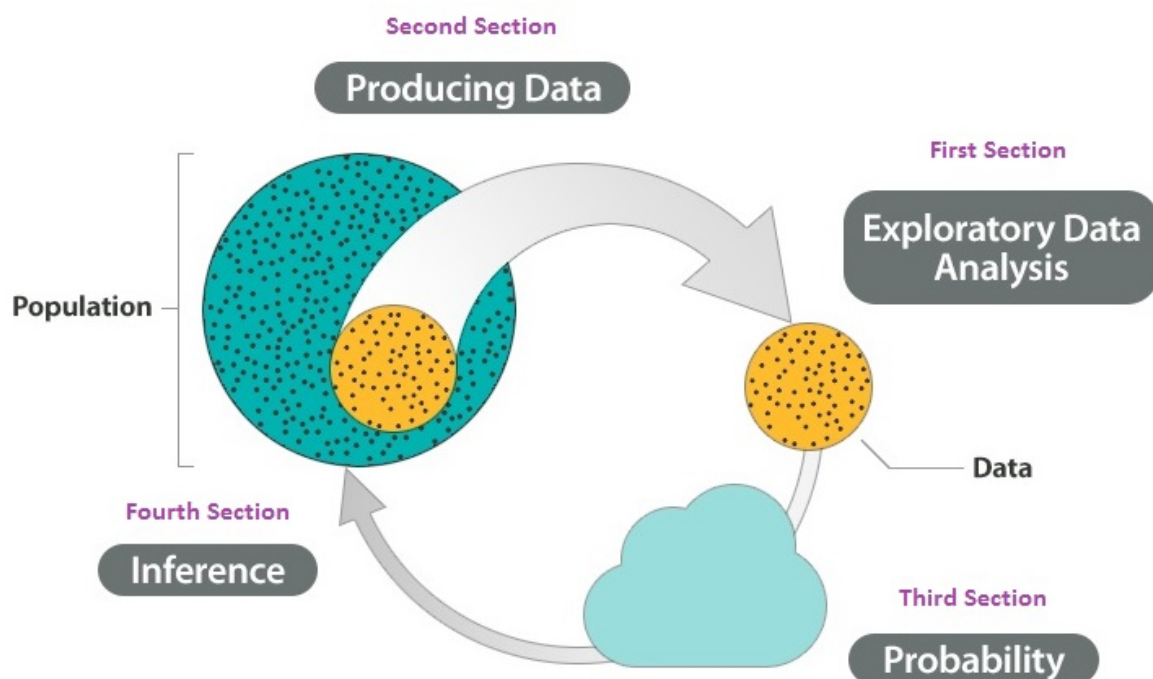 Second Section
Producing Data
First Section
Exploratory Data
Analysis
Population
Data
Fourth Section
Inference
Third Section
Probability